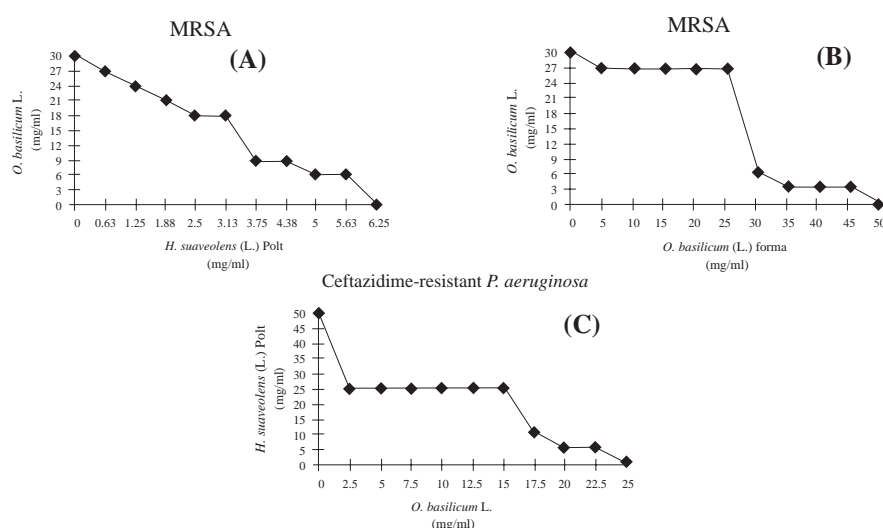 MRSA
(A)
O. basilicum L.
(mg/ml)
30
27
24
21
18
15
12
9
6
3
0
0 0.63 1.25 1.88 2.5 3.13 3.75 4.38 5 5.63 6.25
H. suaveolens (L.) Polt
(mg/ml)
MRSA
(B)
O. basilicum L.
(mg/ml)
30
27
24
21
18
15
12
9
6
3
0
0 5 10 15 20 25 30 35 40 45 50
O. basilicum (L.) forma
(mg/ml)
Ceftazidime-resistant P. aeruginosa
(C)
H. suaveolens (L.) Polt
(mg/ml)
50
45
40
35
30
25
20
15
10
5
0
0 2.5 5 7.5 10 12.5 15 17.5 20 22.5 25
O. basilicum L.
(mg/ml)